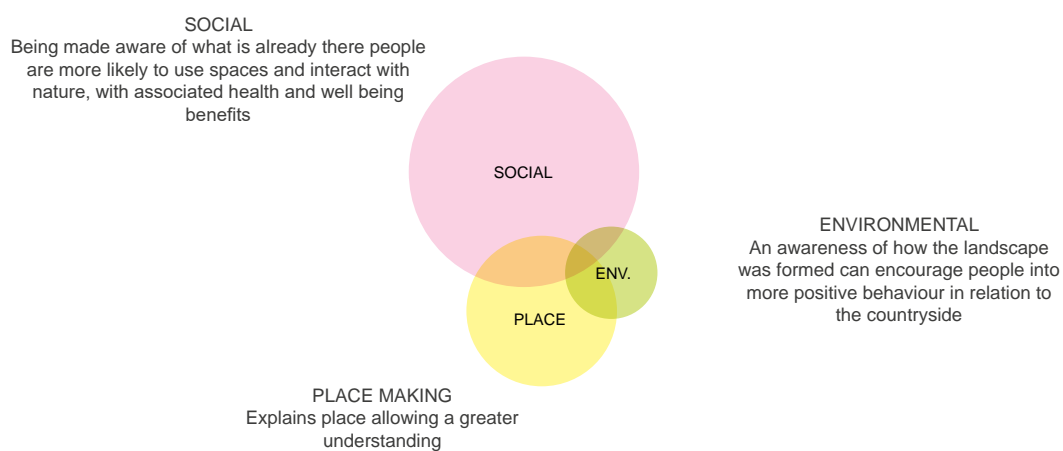 SOCIAL
Being made aware of what is already there people
are more likely to use spaces and interact with
nature, with associated health and well being
benefits
SOCIAL
ENVIRONMENTAL
An awareness of how the landscape
was formed can encourage people into
more positive behaviour in relation to
the countryside
ENV.
PLACE
PLACE MAKING
Explains place allowing a greater
understanding